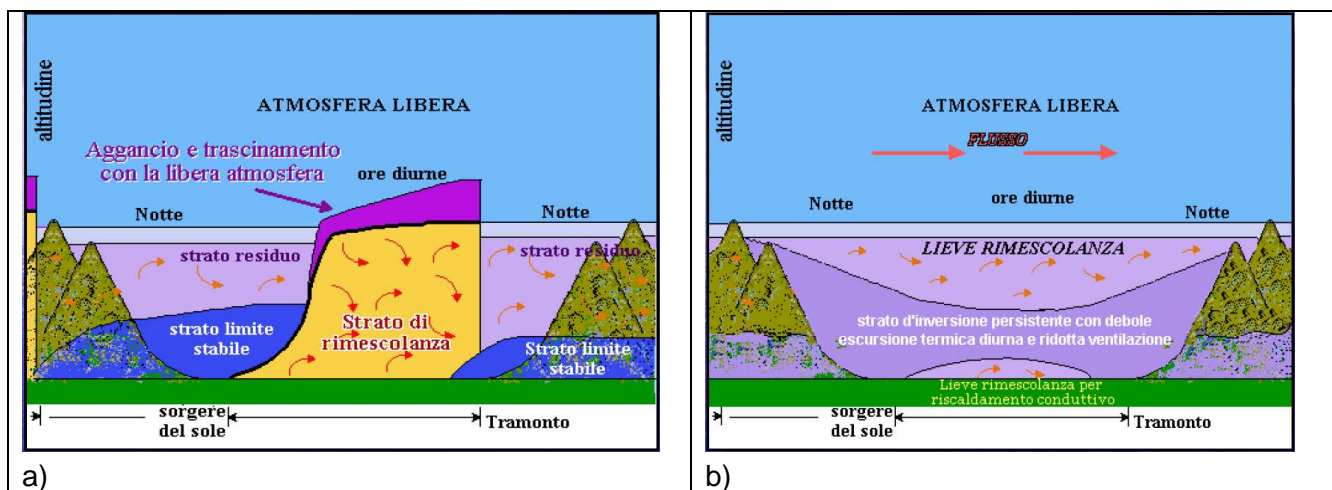 altitudine
ATMOSFERA LIBERA
Aggancio e trascinamento
con la libera atmosfera
ore diurne
Notte
Notte
strato residuo
strato residuo
strato limite
stabile
Strato di
rimescolanza
Strato limite
stabile
sorgere
del sole
Tramonto
a)
altitudine
ATMOSFERA LIBERA
FLUSSO
ore diurne
Notte
Notte
LIEVE RIMESCOLANZA
strato d'inversione persistente con debole
escursione termica diurna e ridotta ventilazione
Lieve rimescolanza per
riscaldamento conduttivo
sorgere
del sole
Tramonto
b)